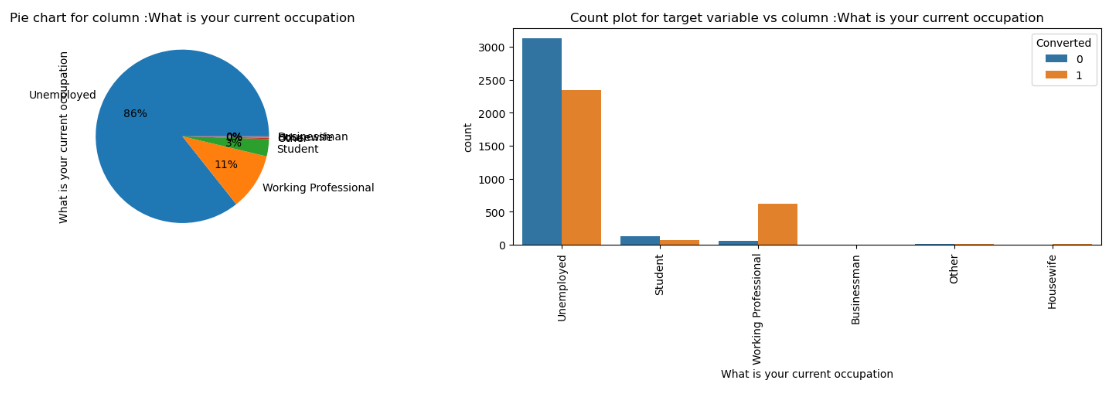 Pie chart for column :What is your current occupation
What is your current occupation
Unemployed
86%
0%
3%
11%
Businessman
Student
Working Professional
Count plot for target variable vs column :What is your current occupation
count
3000
2500
2000
1500
1000
500
0
Converted
0
1
Unemployed
Student
Working Professional
Businessman
Other
Housewife
What is your current occupation